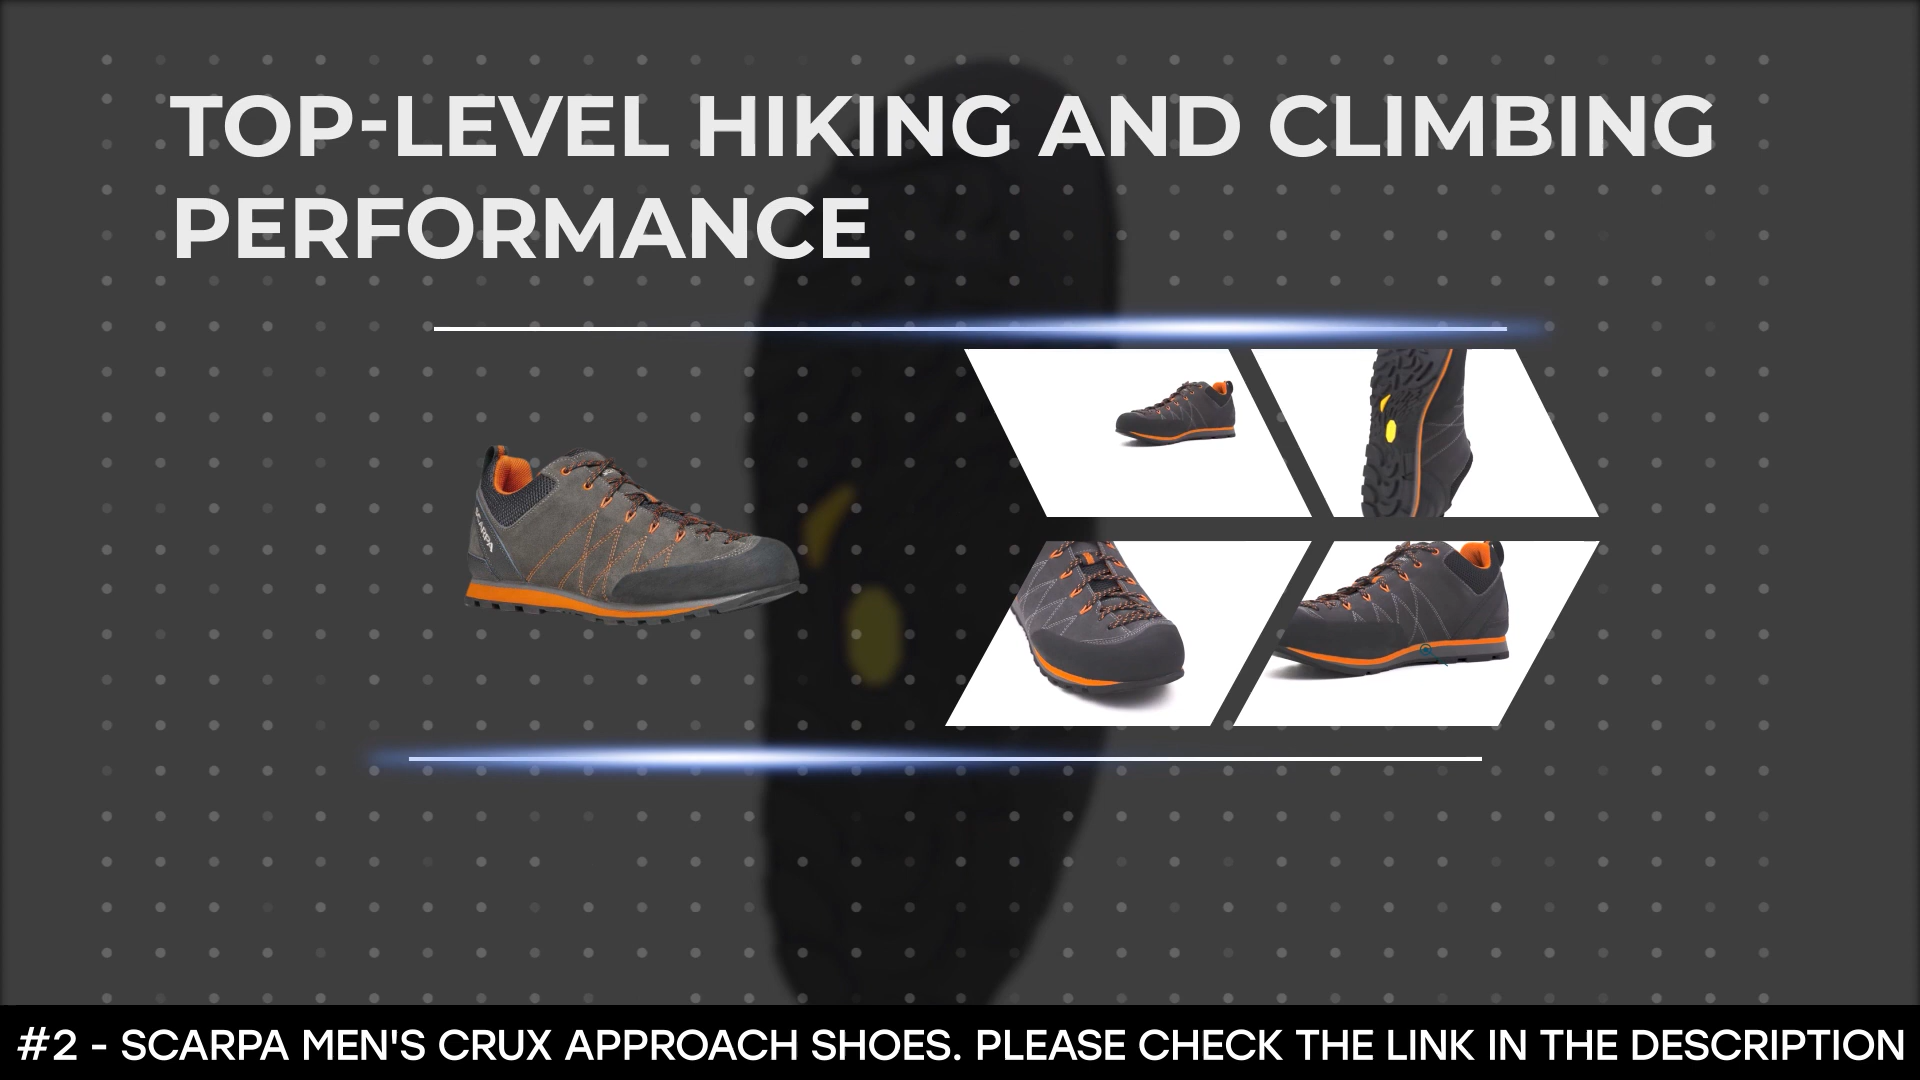 TOP-LEVEL HIKING AND CLIMBING
PERFORMANCE
SCARPA
#2 - SCARPA MEN'S CRUX APPROACH SHOES. PLEASE CHECK THE LINK IN THE DESCRIPTION